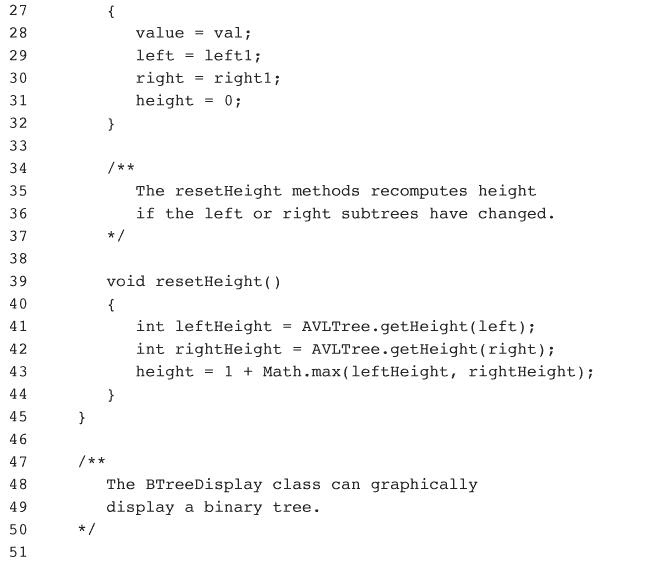 27        {
28           value = val;
29           left = left1;
30           right = right1;
31           height = 0;
32        }
33
34        /**
35           The resetHeight methods recomputes height
36           if the left or right subtrees have changed.
37        */
38
39        void resetHeight()
40        {
41           int leftHeight = AVLTree.getHeight(left);
42           int rightHeight = AVLTree.getHeight(right);
43           height = 1 + Math.max(leftHeight, rightHeight);
44        }
45     }
46
47     /**
48        The BTreeDisplay class can graphically
49        display a binary tree.
50     */
51